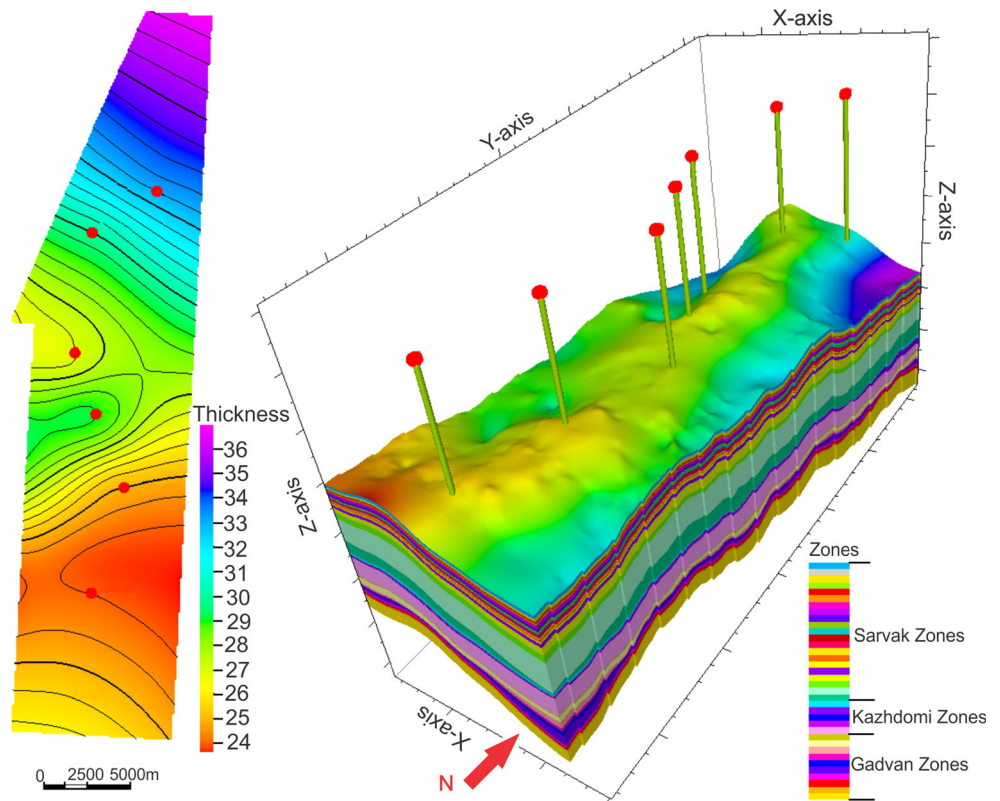 X-axis
Y-axis
Z-axis
Thickness
36
35
34
33
32
31
30
29
28
27
26
25
24
0 2500 5000m
Z-axis
X-axis
N
Zones
Sarvak Zones
Kazhdomi Zones
Gadvan Zones